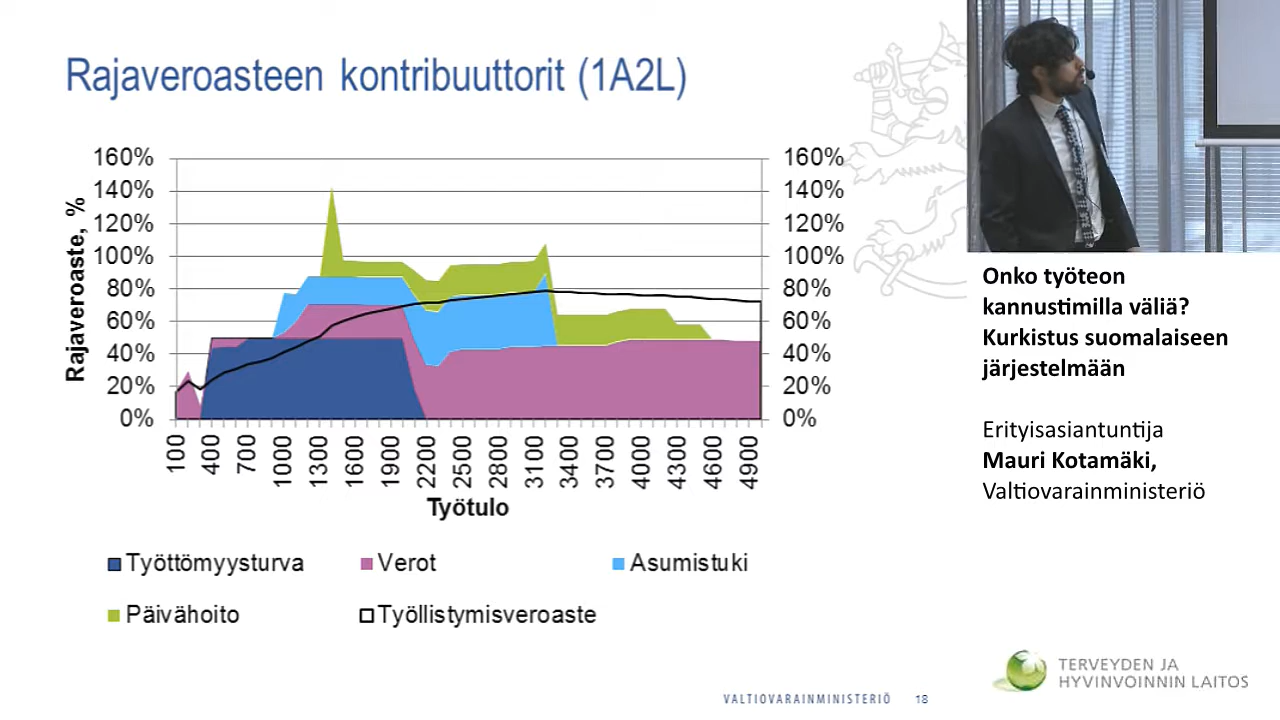 Rajaveroasteen kontribuuttorit (1A2L)
Rajaveroaste, %
160%
140%
120%
100%
80%
60%
40%
20%
0%
160%
140%
120%
100%
80%
60%
40%
20%
0%
100
400
700
1000
1300
1600
1900
2200
2500
2800
3100
3400
3700
4000
4300
4600
4900
Työtulo
Työttömyysturva
Verot
Asumistuki
Päivähoito
Työllistymisveroaste
VALTIOVARAINMINISTERIÖ 18
Onko työteon
kannustimilla väliä?
Kurkistus suomalaiseen
järjestelmään
Erityisasiantuntija
Mauri Kotamäki,
Valtiovarainministeriö
TERVEYDEN JA
HYVINVOINNIN LAITOS